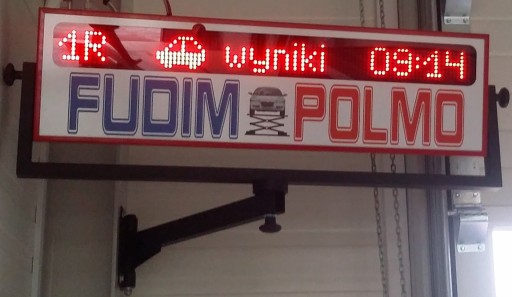 1R wyniki 09:14
FUDIM POLMO